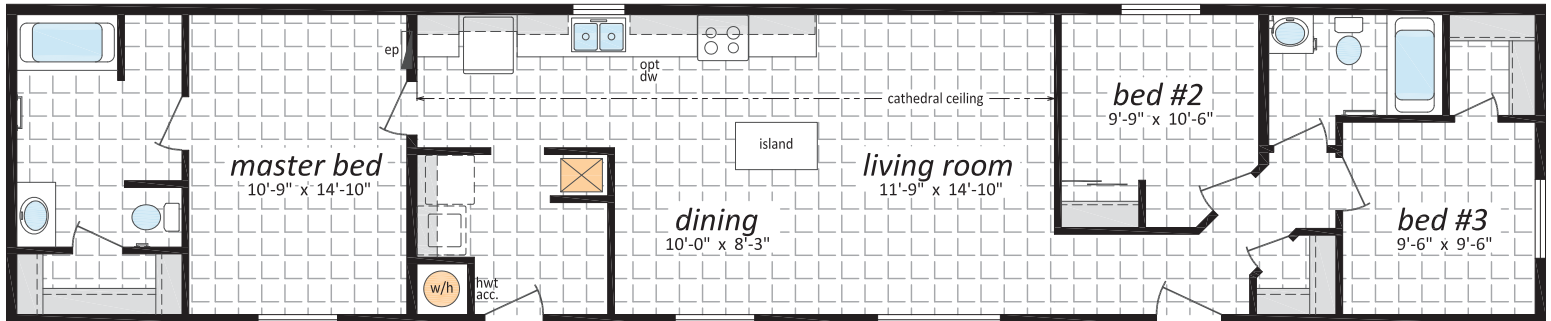 ep
opt
dw
cathedral ceiling
bed #2
9'-9" x 10'-6"
island
master bed
10'-9" x 14'-10"
living room
11'-9" x 14'-10"
dining
10'-0" x 8'-3"
bed #3
9'-6" x 9'-6"
w/h
hwt
acc.